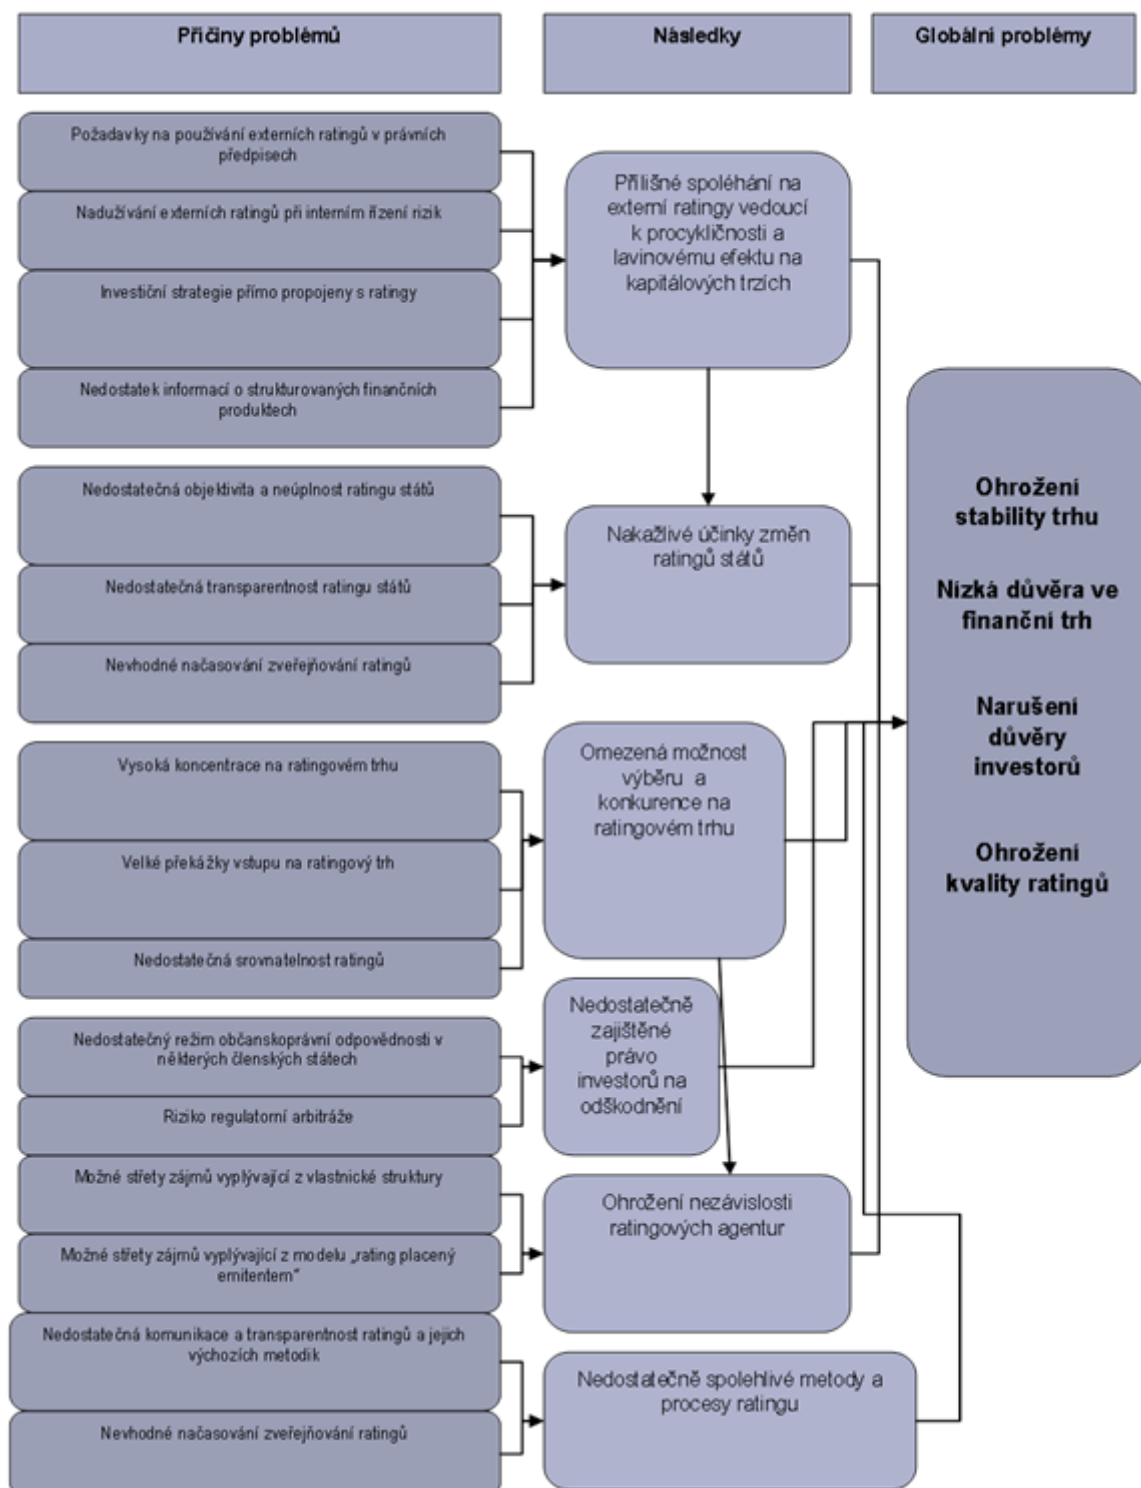 Příčiny problémů
Následky
Globální problémy
Požadavky na používání externích ratingů v právních
předpisech
Nadužívání externích ratingů při interním řízení rizik
Investiční strategie přímo propojeny s ratingy
Nedostatek informací o strukturovaných finančních
produktech
Přílišné spoléhání na
externí ratingy vedoucí
k procykličnosti a
lavinovému efektu na
kapitálových trzích
Nedostatečná objektivita a neúplnost ratingu států
Nedostatečná transparentnost ratingu států
Nevhodné načasování zveřejňování ratingů
Nakažlivé účinky změn
ratingů států
Vysoká koncentrace na ratingovém trhu
Velké překážky vstupu na ratingový trh
Nedostatečná srovnatelnost ratingů
Omezená možnost
výběru a
konkurence na
ratingovém trhu
Nedostatečný režim občanskoprávní odpovědnosti v
některých členských státech
Riziko regulatorní arbitráže
Nedostatečně
zajištěné
právo
investorů na
odškodnění
Možné střety zájmů vyplývající z vlastnické struktury
Možné střety zájmů vyplývající z modelu „rating placený
emitentem“
Ohrožení nezávislosti
ratingových agentur
Nedostatečná komunikace a transparentnost ratingů a jejich
výchozích metodik
Nevhodné načasování zveřejňování ratingů
Nedostatečně spolehlivé metody a
procesy ratingu
Ohrožení
stability trhu
Nízká důvěra ve
finanční trh
Narušení
důvěry
investorů
Ohrožení
kvality ratingů